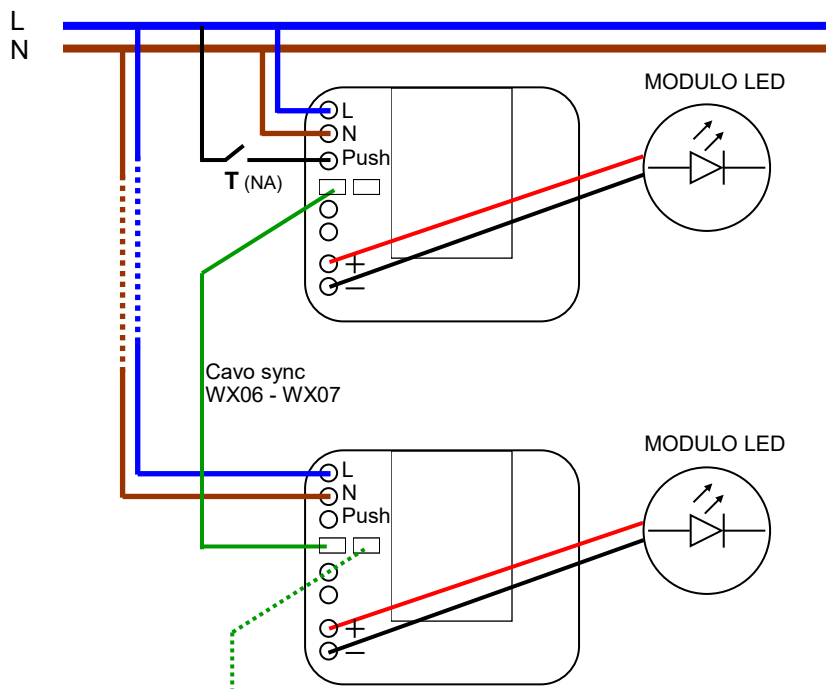 L
N
MODULO LED
L
N
Push
T (NA)
+
–
Cavo sync
WX06 - WX07
MODULO LED
L
N
Push
+
–